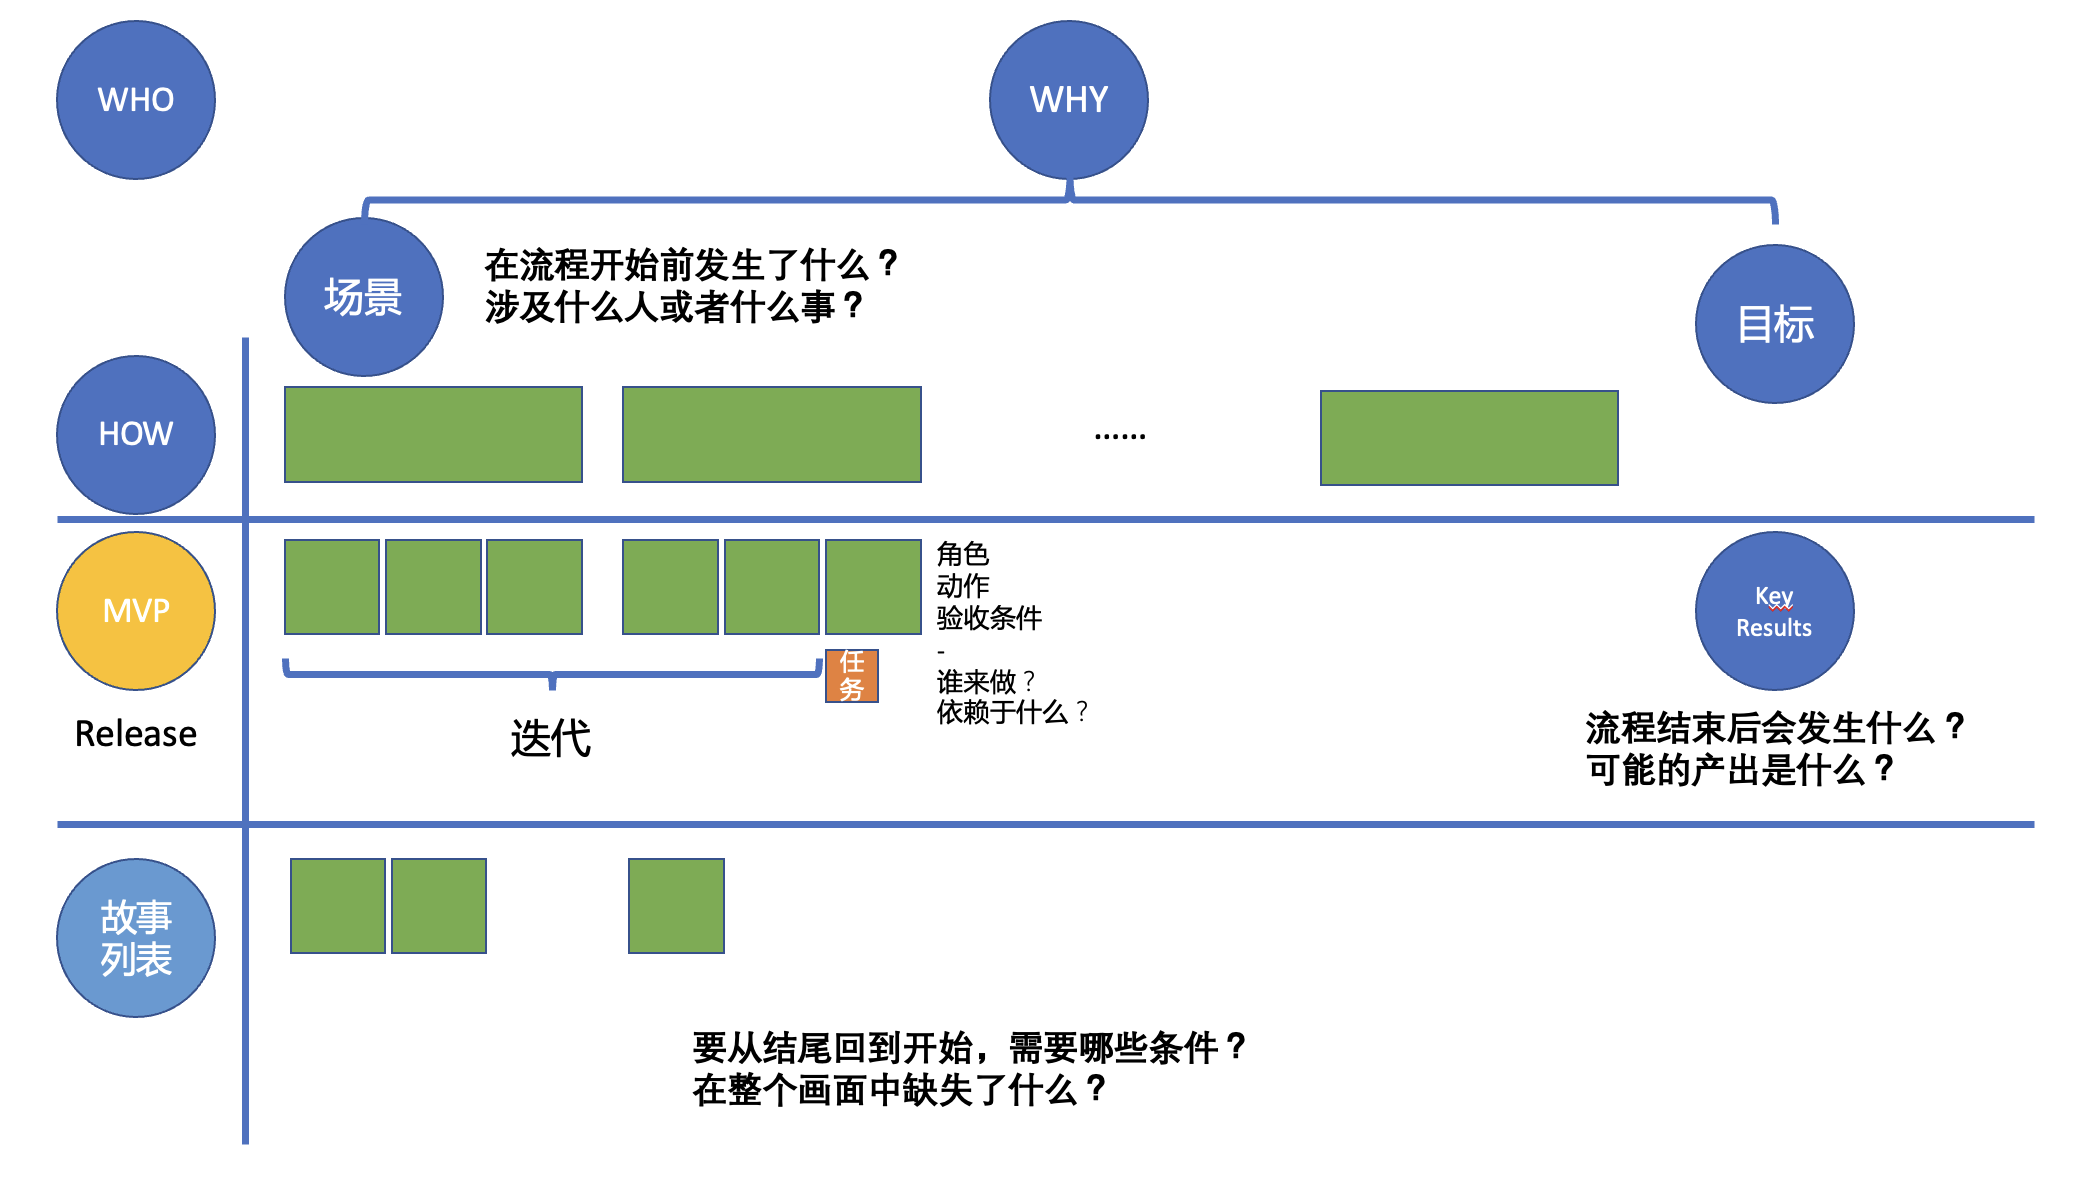 WHO
WHY
场景
在流程开始前发生了什么？
涉及什么人或者什么事？
目标
HOW
......
MVP
角色
动作
验收条件
-
谁来做？
依赖于什么？
任
务
Key
Results
Release
迭代
流程结束后会发生什么？
可能的产出是什么？
故事
列表
要从结尾回到开始，需要哪些条件？
在整个画面中缺失了什么？